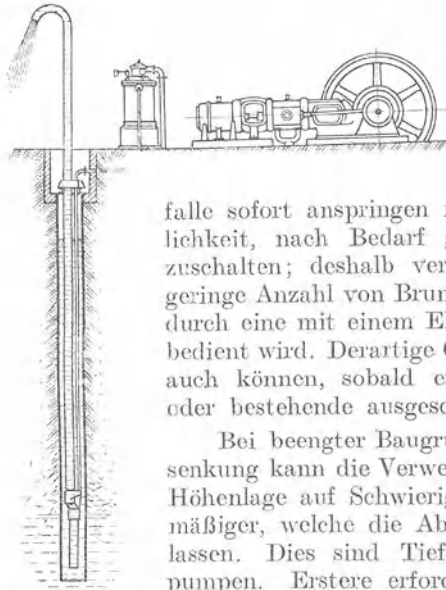 falle sofort anspringen
lichkeit, nach Bedarf
zuschalten; deshalb ver
geringe Anzahl von Brun
durch eine mit einem El
bedient wird. Derartige
auch können, sobald e
oder bestehende ausgesc
Bei beengter Baugru
senkung kann die Verwe
Höhenlage auf Schwierig
mäßiger, welche die Ab
lassen. Dies sind Tief
pumpen. Erstere erford